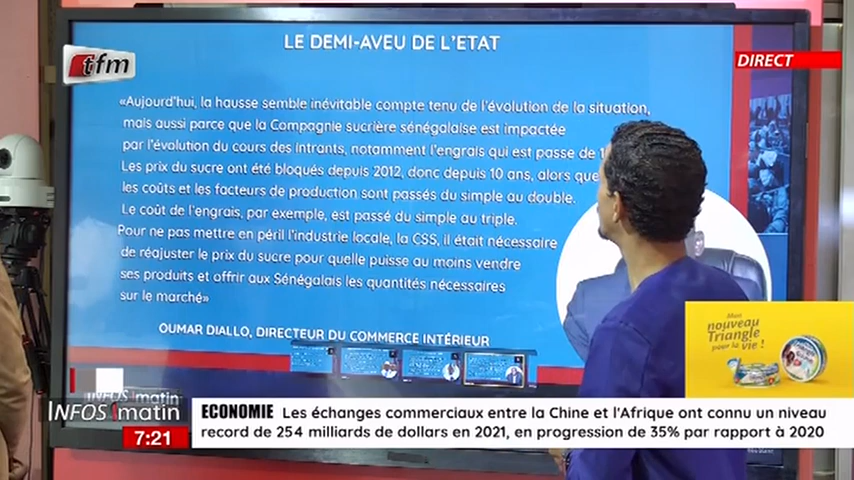 LE DEMI-AVEU DE L'ETAT
tfm
DIRECT
«Aujourd'hui, la hausse semble inévitable compte tenu de l'évolution de la situation,
mais aussi parce que la Compagnie sucrière sénégalaise est impactée
par l'évolution du cours des intrants, notamment l'engrais qui est passe de
Les prix du sucre ont été bloqués depuis 2012, donc depuis 10 ans, alors que
les coûts et les facteurs de production sont passés du simple au double.
Le coût de l'engrais, par exemple, est passé du simple au triple.
Pour ne pas mettre en péril l'industrie locale, la CSS, il était nécessaire
de réajuster le prix du sucre pour quelle puisse au moins vendre
ses produits et offrir aux Sénégalais les quantités nécessaires
sur le marché»
OUMAR DIALLO, DIRECTEUR DU COMMERCE INTÉRIEUR
Mon
nouveau
Triangle
pour la vie !
INFOS matin
7:21
ECONOMIE Les échanges commerciaux entre la Chine et l'Afrique ont connu un niveau
record de 254 milliards de dollars en 2021, en progression de 35% par rapport à 2020